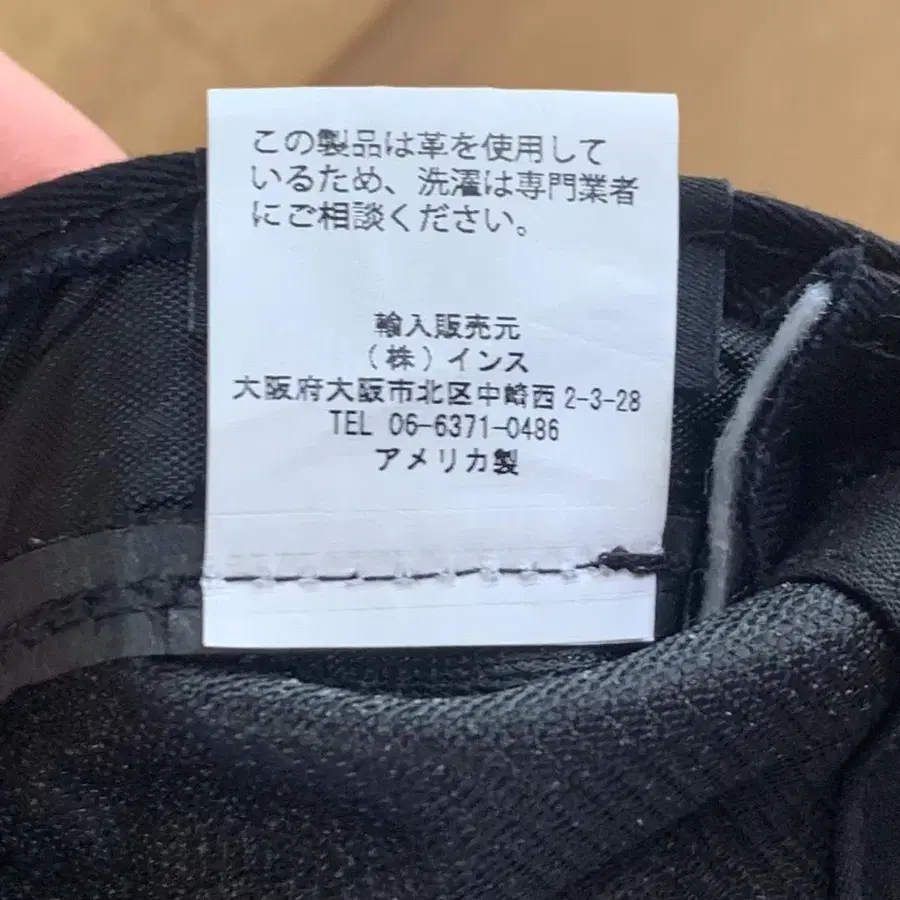 この製品は革を使用して
いるため、洗濯は専門業者
にご相談ください。
輸入販売元
（株）インス
大阪府大阪市北区中崎西2-3-28
TEL 06-6371-0486
アメリカ製